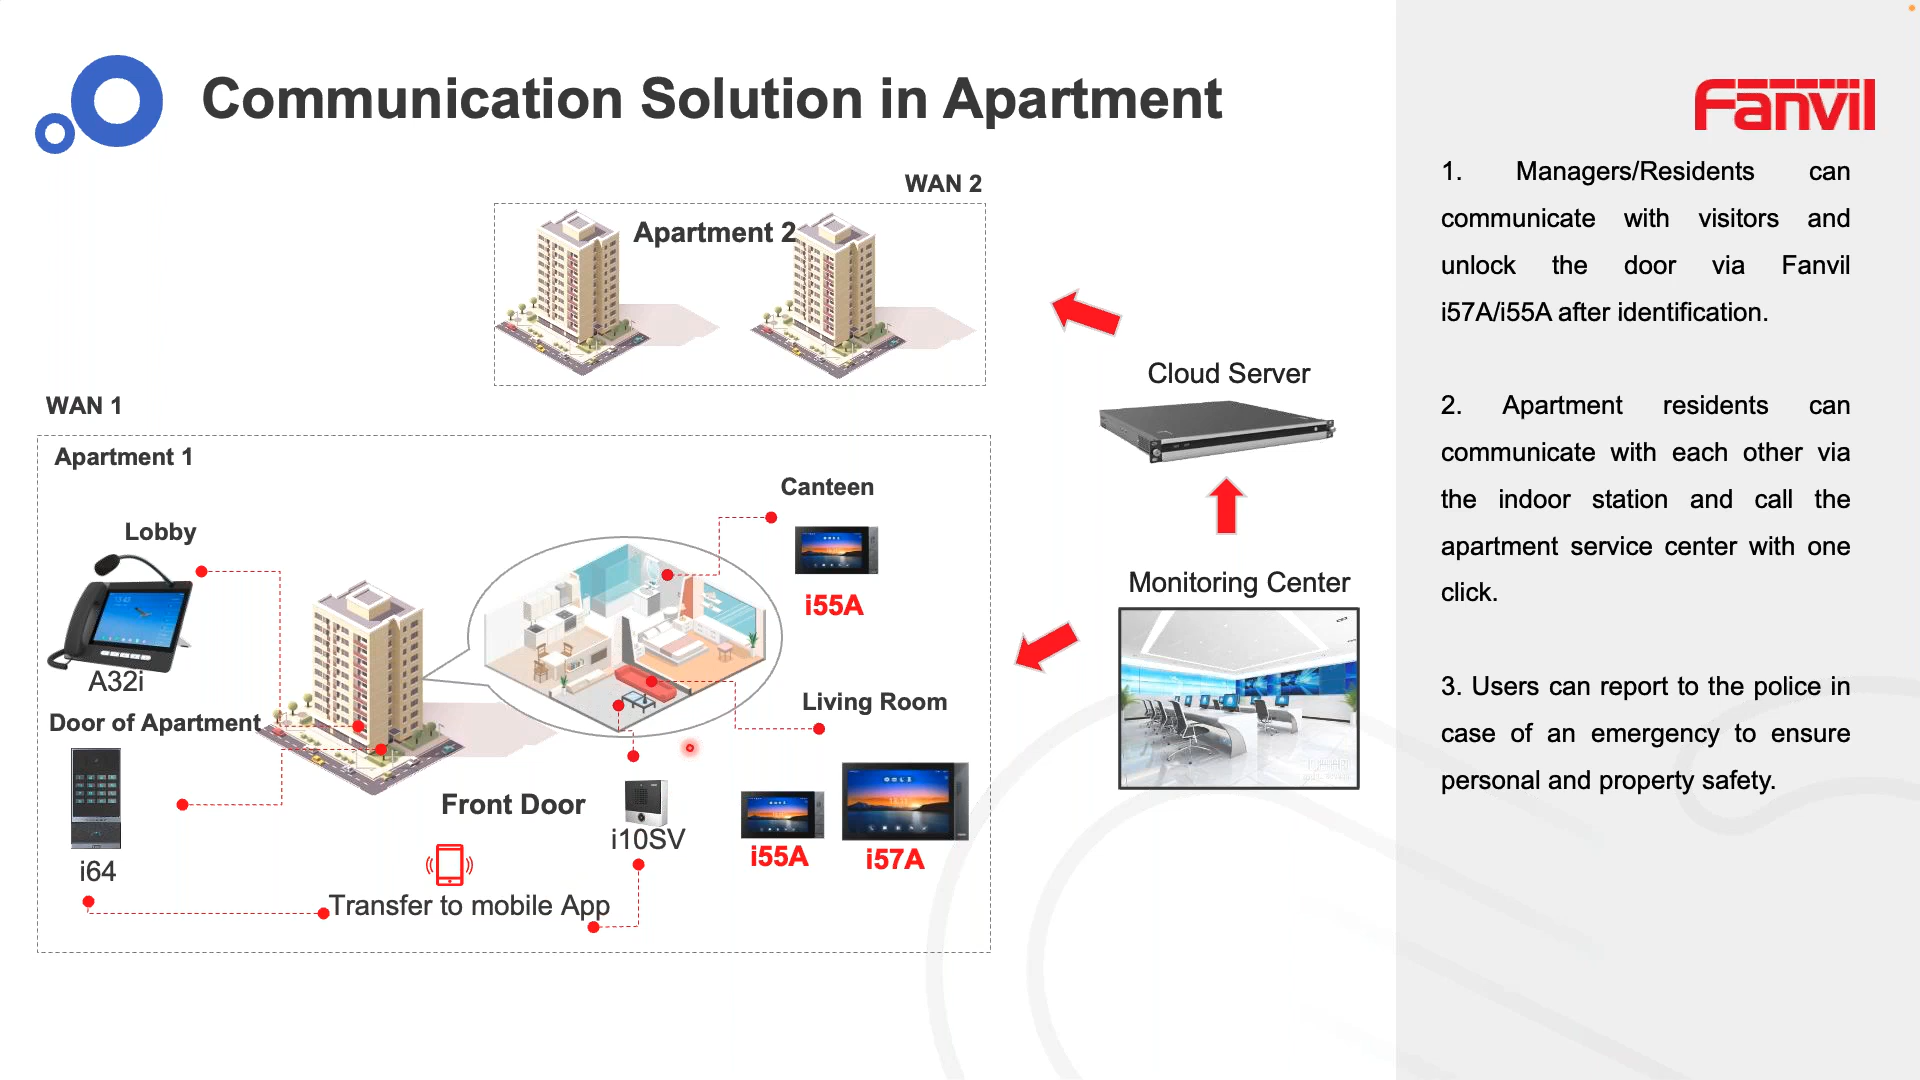 Communication Solution in Apartment
Fanvil
WAN 2
Apartment 2
WAN 1
Apartment 1
Lobby
A32i
Door of Apartment
i64
Canteen
i55A
Living Room
i55A
i57A
Front Door
i10SV
Transfer to mobile App
Cloud Server
Monitoring Center
1. Managers/Residents can
communicate with visitors and
unlock the door via Fanvil
i57A/i55A after identification.
2. Apartment residents can
communicate with each other via
the indoor station and call the
apartment service center with one
click.
3. Users can report to the police in
case of an emergency to ensure
personal and property safety.